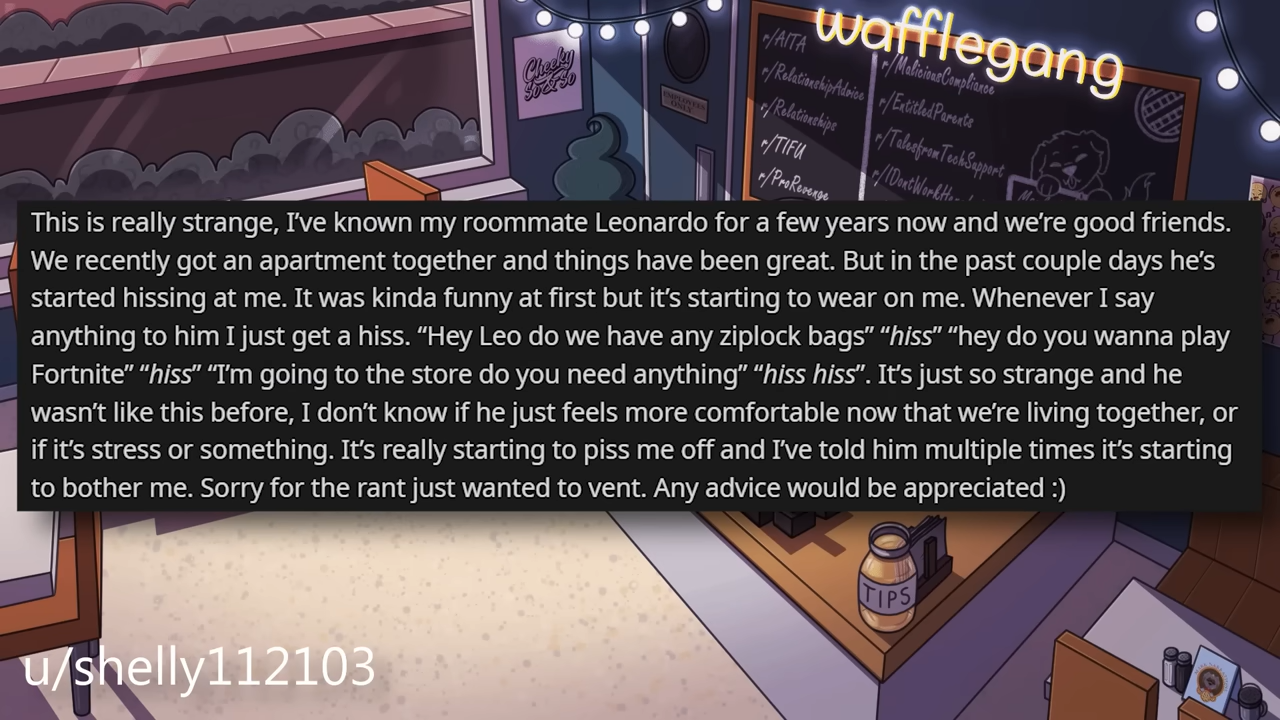 wafflegang
Cheeky
EMPLOYEES
ONLY
r/AITA
r/RelationshipAdvice
r/Relationships
r/TIFU
r/ProRevenge
r/MaliciousCompliance
r/EntitledParents
r/TalesfromTechSupport
This is really strange, I’ve known my roommate Leonardo for a few years now and we’re good friends.
We recently got an apartment together and things have been great. But in the past couple days he’s
started hissing at me. It was kinda funny at first but it’s starting to wear on me. Whenever I say
anything to him I just get a hiss. “Hey Leo do we have any ziplock bags” “hiss” “hey do you wanna play
Fortnite” “hiss” “I’m going to the store do you need anything” “hiss hiss”. It’s just so strange and he
wasn’t like this before, I don’t know if he just feels more comfortable now that we’re living together, or
if it’s stress or something. It’s really starting to piss me off and I’ve told him multiple times it’s starting
to bother me. Sorry for the rant just wanted to vent. Any advice would be appreciated :)
TIPS
u/shelly112103